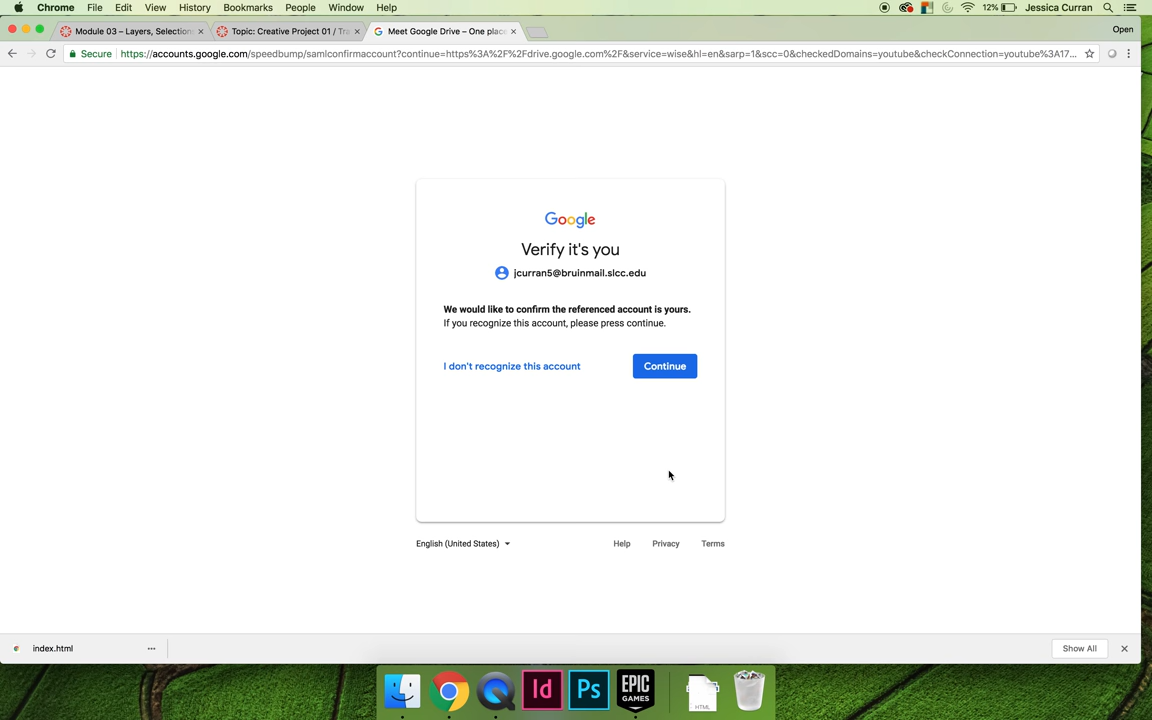 Chrome File Edit View History Bookmarks People Window Help 12% Jessica Curran
Module 03 – Layers, Selection Topic: Creative Project 01 / Tra Meet Google Drive – One place Open
Secure https://accounts.google.com/speedbump/samlconfirmaccount?continue=https%3A%2F%2Fdrive.google.com%2F&service=wise&hl=en&sarp=1&scc=0&checkedDomains=youtube&checkConnection=youtube%3A17...
Google
Verify it's you
jcurran5@bruinmail.slcc.edu
We would like to confirm the referenced account is yours.
If you recognize this account, please press continue.
I don't recognize this account Continue
English (United States) Help Privacy Terms
index.html Show All
Id Ps EPIC GAMES HTML